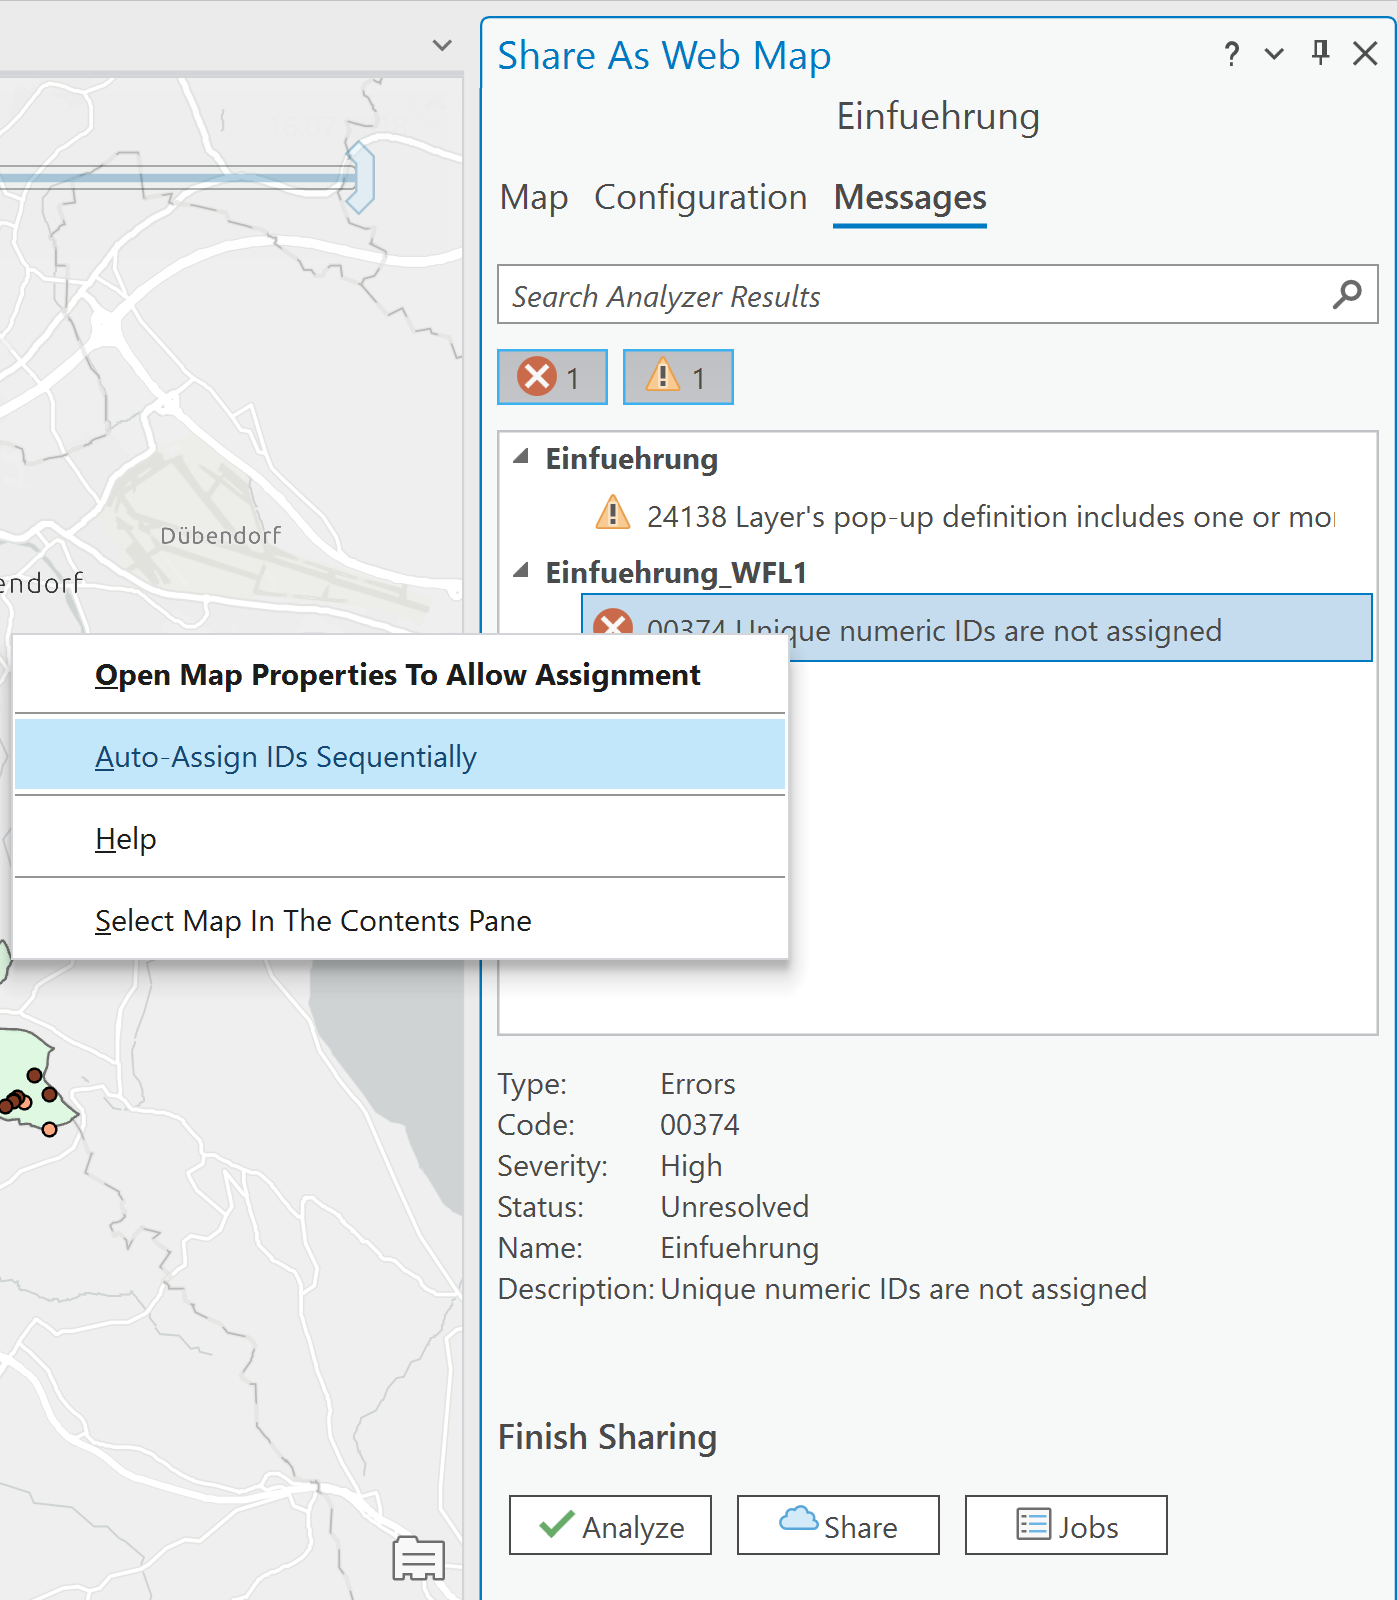 Share As Web Map
?
Einfuehrung
Map Configuration Messages
Search Analyzer Results
1 1
Einfuehrung
24138 Layer's pop-up definition includes one or mor
Einfuehrung_WFL1
00374 Unique numeric IDs are not assigned
Dübendorf
endorf
Open Map Properties To Allow Assignment
Auto-Assign IDs Sequentially
Help
Select Map In The Contents Pane
Type: Errors
Code: 00374
Severity: High
Status: Unresolved
Name: Einfuehrung
Description: Unique numeric IDs are not assigned
Finish Sharing
Analyze Share Jobs